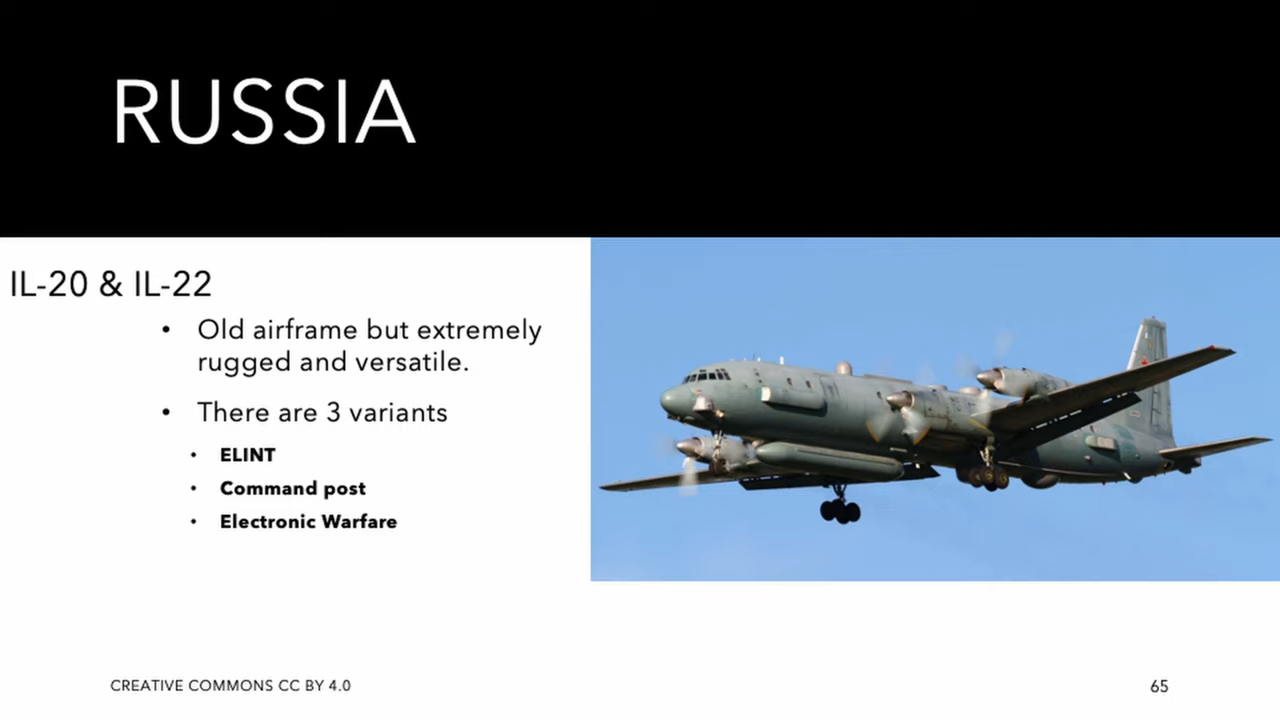 RUSSIA
IL-20 & IL-22
• Old airframe but extremely
rugged and versatile.
• There are 3 variants
• ELINT
• Command post
• Electronic Warfare
CREATIVE COMMONS CC BY 4.0
65